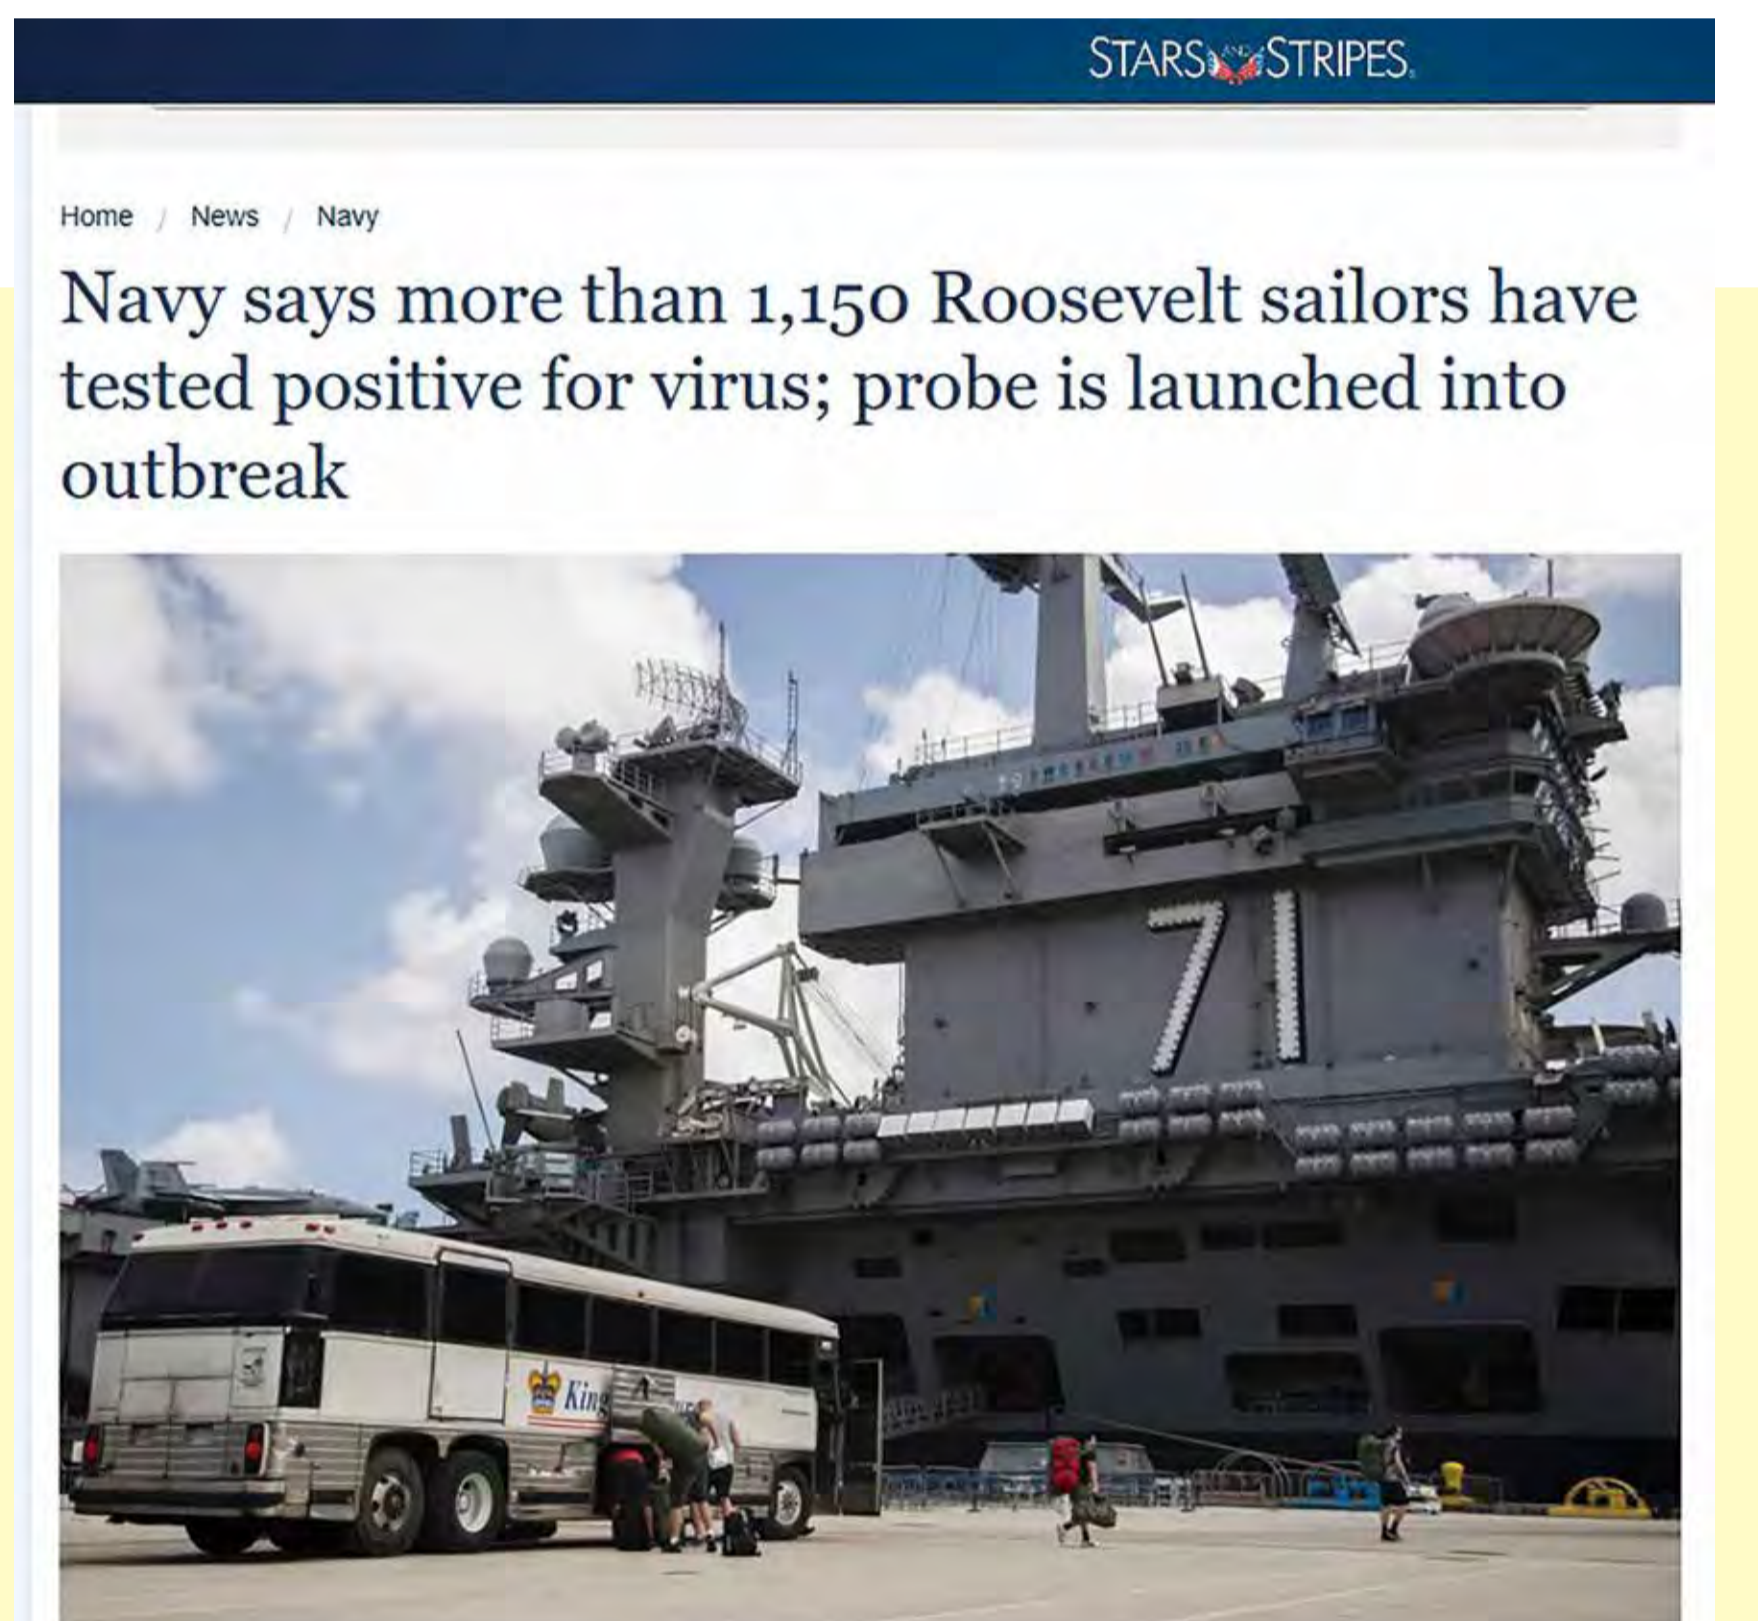 STARS AND STRIPES
Home / News / Navy
Navy says more than 1,150 Roosevelt sailors have
tested positive for virus; probe is launched into
outbreak
71
King